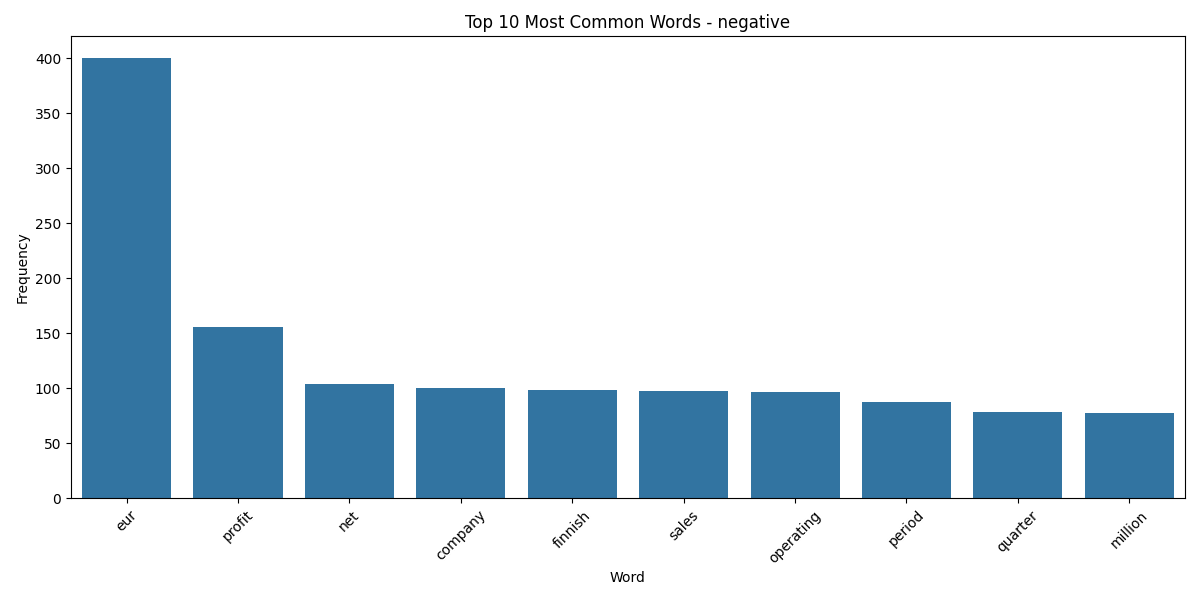 Top 10 Most Common Words - negative
Frequency
400
350
300
250
200
150
100
50
0
eur profit net company finnish sales operating period quarter million
Word